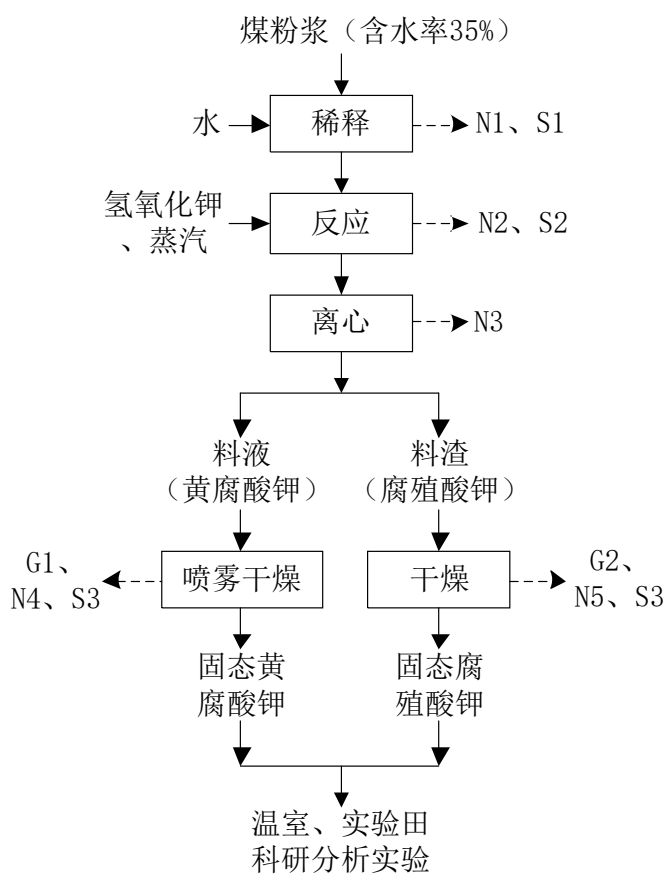 煤粉浆（含水率35%）
水
稀释
N1、S1
氢氧化钾
、蒸汽
反应
N2、S2
离心
N3
料液
（黄腐酸钾）
料渣
（腐殖酸钾）
G1、
N4、S3
喷雾干燥
干燥
G2、
N5、S3
固态黄
腐酸钾
固态腐
殖酸钾
温室、实验田
科研分析实验